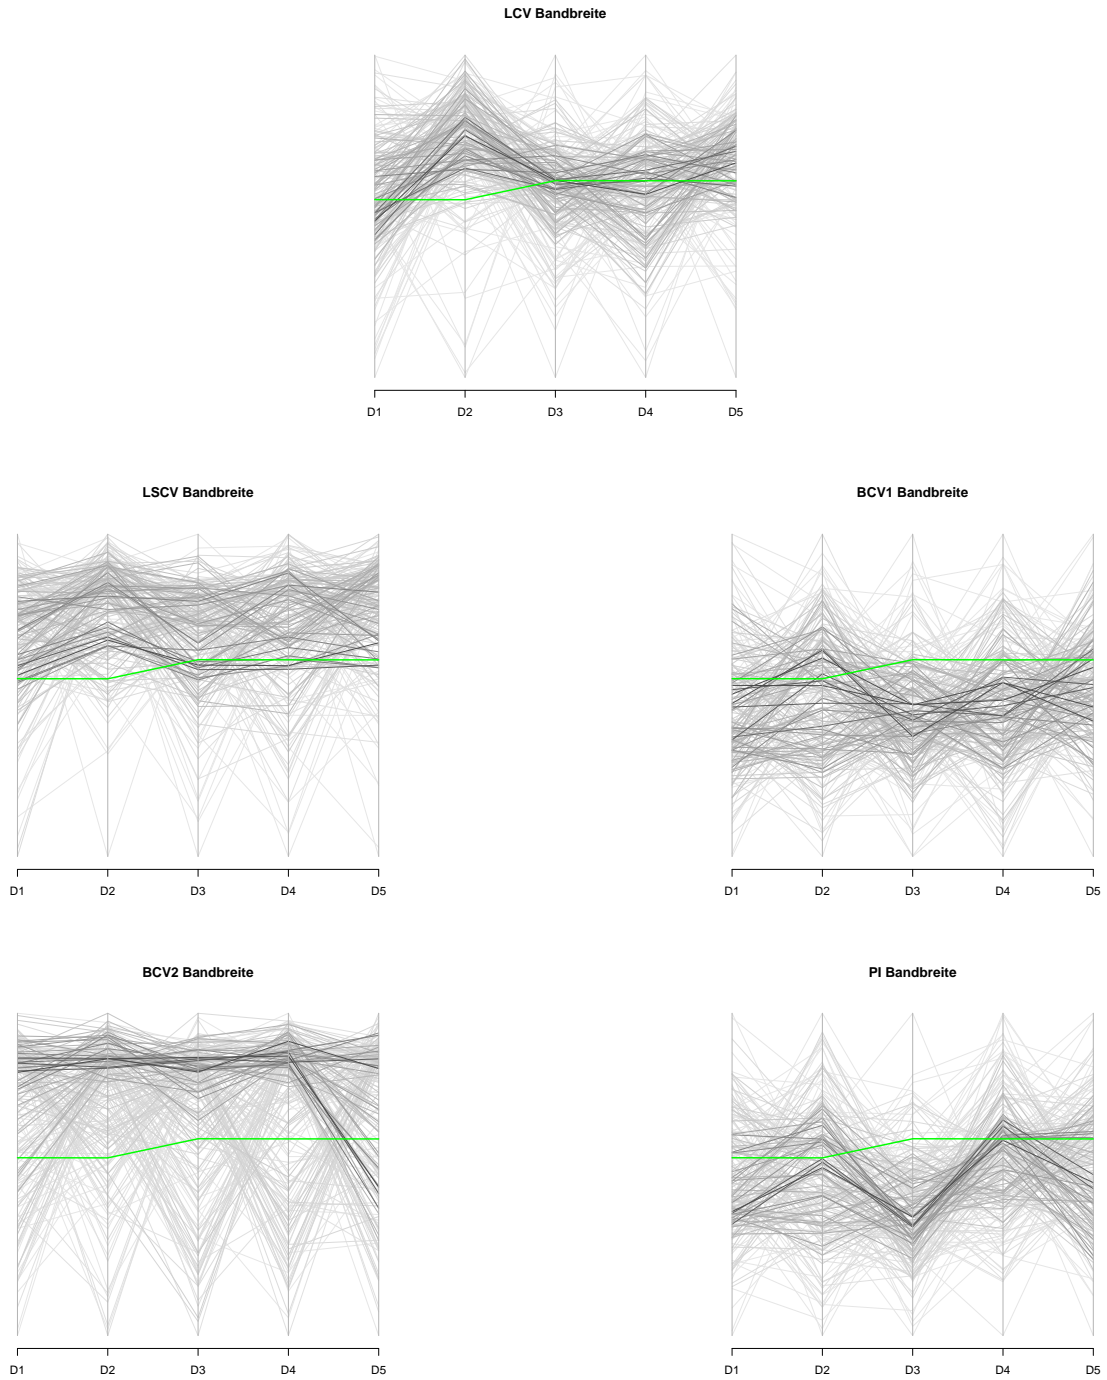 LCV Bandbreite
D1 D2 D3 D4 D5
LSCV Bandbreite
D1 D2 D3 D4 D5
BCV1 Bandbreite
D1 D2 D3 D4 D5
BCV2 Bandbreite
D1 D2 D3 D4 D5
PI Bandbreite
D1 D2 D3 D4 D5